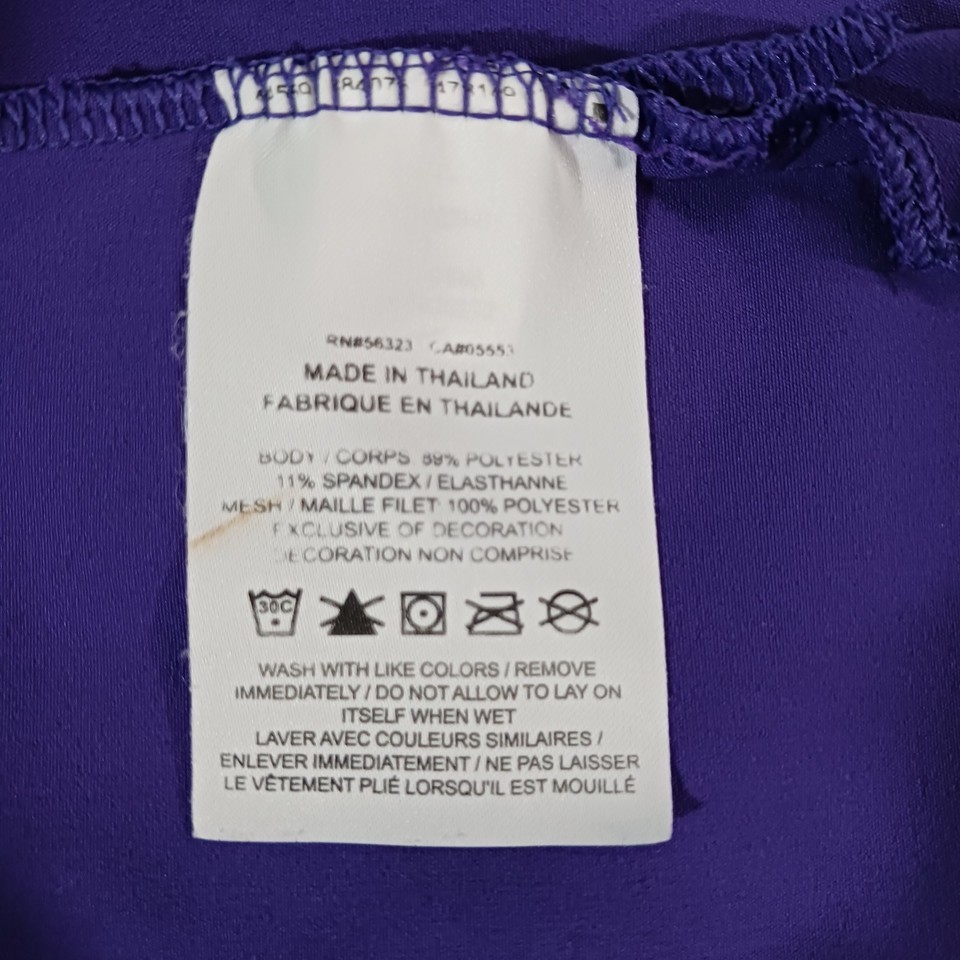 RN#56323 CA#05553
MADE IN THAILAND
FABRIQUE EN THAILANDE
BODY / CORPS 89% POLYESTER
11% SPANDEX / ELASTHANNE
MESH / MAILLE FILET 100% POLYESTER
EXCLUSIVE OF DECORATION
DECORATION NON COMPRISE
30C
WASH WITH LIKE COLORS / REMOVE
IMMEDIATELY / DO NOT ALLOW TO LAY ON
ITSELF WHEN WET
LAVER AVEC COULEURS SIMILAIRES /
ENLEVER IMMEDIATEMENT / NE PAS LAISSER
LE VÊTEMENT PLIÉ LORSQU'IL EST MOUILLÉ